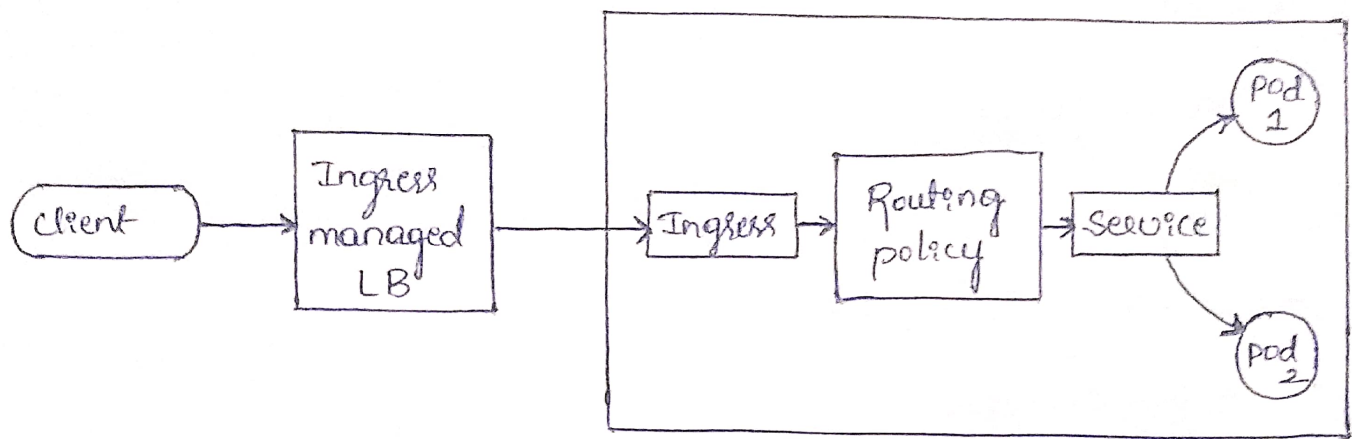 Client
Ingress
managed
LB
Ingress
Routing
policy
Service
Pod
1
pod
2